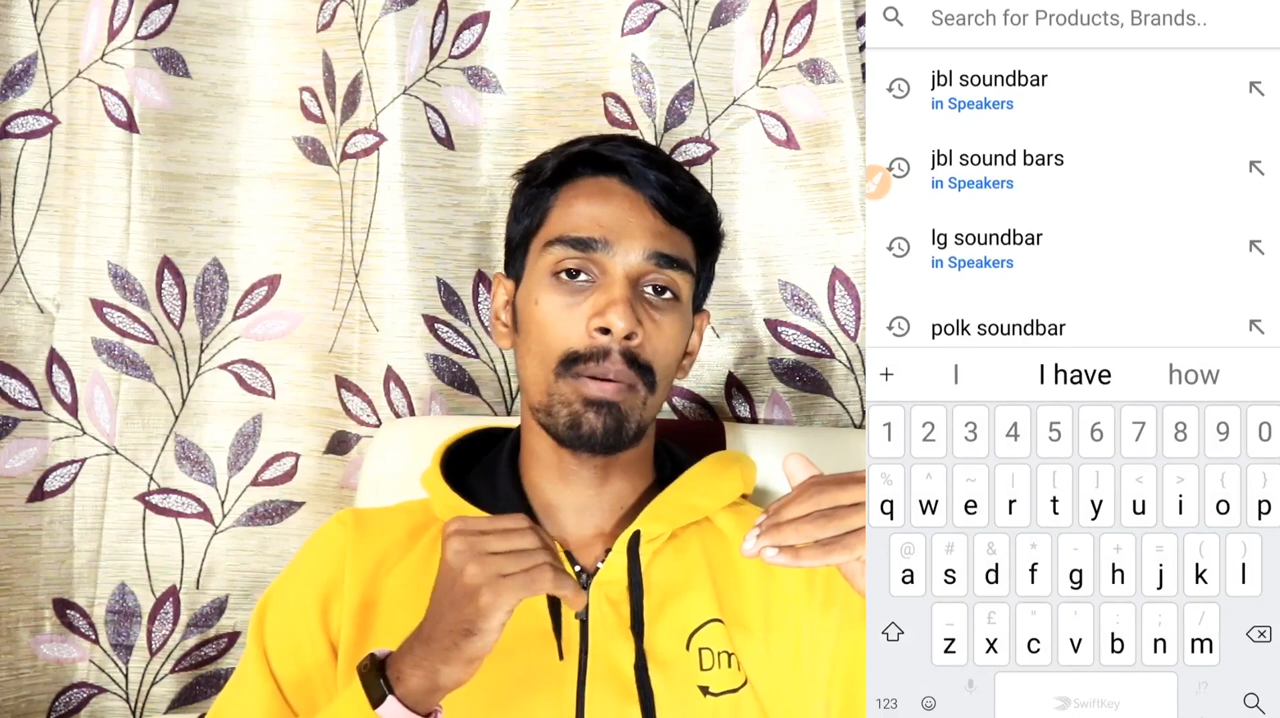 Search for Products, Brands..
jbl soundbar
in Speakers
jbl sound bars
in Speakers
lg soundbar
in Speakers
polk soundbar
+ I I have how
1 2 3 4 5 6 7 8 9 0
% ^ ~ | [ ] < > { }
q w e r t y u i o p
@ # & * - + = ( )
a s d f g h j k l
_ £ " ' : ; /
z x c v b n m
!?
123 SwiftKey
Dm